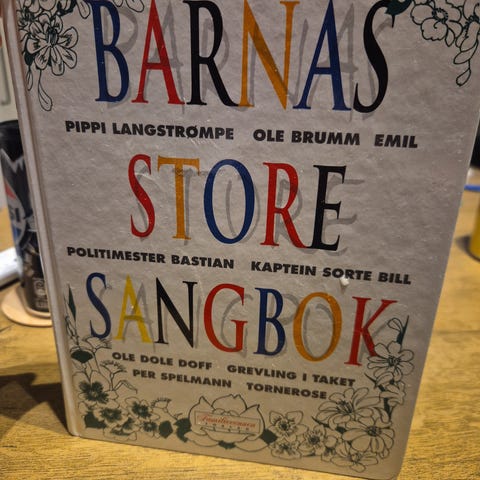 BARNAS
PIPPI LANGSTRØMPE OLE BRUMM EMIL
STORE
POLITIMESTER BASTIAN KAPTEIN SORTE BILL
SANGBOK
OLE DOLE DOFF GREVLING I TAKET
PER SPELMANN TORNEROSE
Familievennen